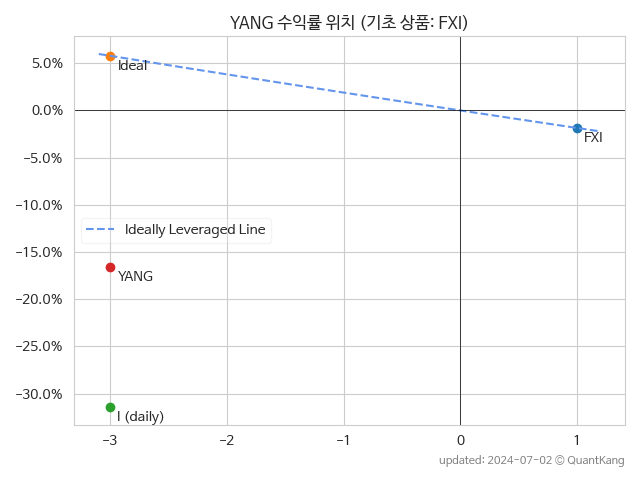 YANG 수익률 위치 (기초 상품: FXI)
5.0%
Ideal
0.0%
FXI
−5.0%
−10.0%
Ideally Leveraged Line
−15.0%
YANG
−20.0%
−25.0%
−30.0%
I (daily)
−3 −2 −1 0 1
updated: 2024-07-02 © QuantKang